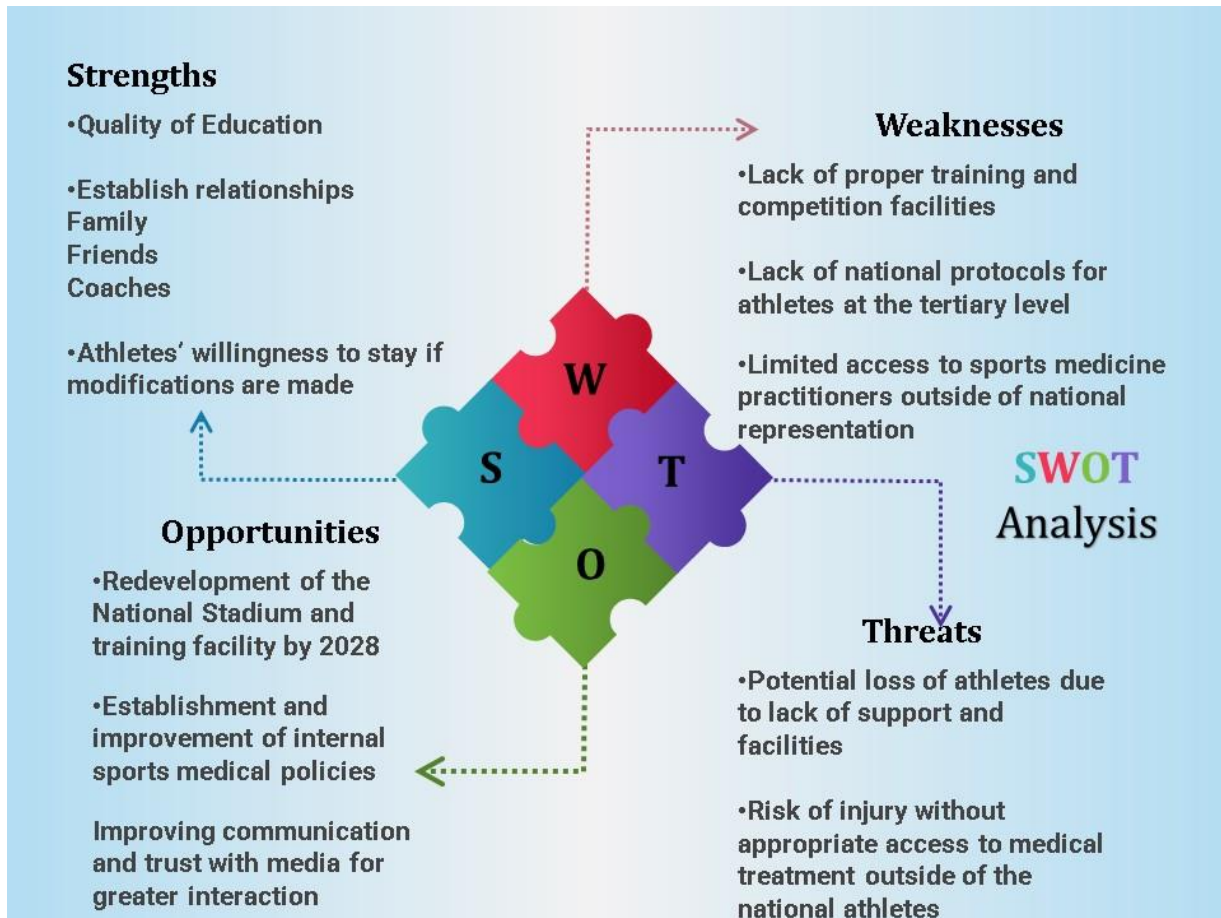 Strengths
•Quality of Education
•Establish relationships
Family
Friends
Coaches
•Athletes' willingness to stay if
modifications are made
Weaknesses
•Lack of proper training and
competition facilities
•Lack of national protocols for
athletes at the tertiary level
•Limited access to sports medicine
practitioners outside of national
representation
W
S
T
O
SWOT
Analysis
Opportunities
•Redevelopment of the
National Stadium and
training facility by 2028
•Establishment and
improvement of internal
sports medical policies
Improving communication
and trust with media for
greater interaction
Threats
•Potential loss of athletes due
to lack of support and
facilities
•Risk of injury without
appropriate access to medical
treatment outside of the
national athletes